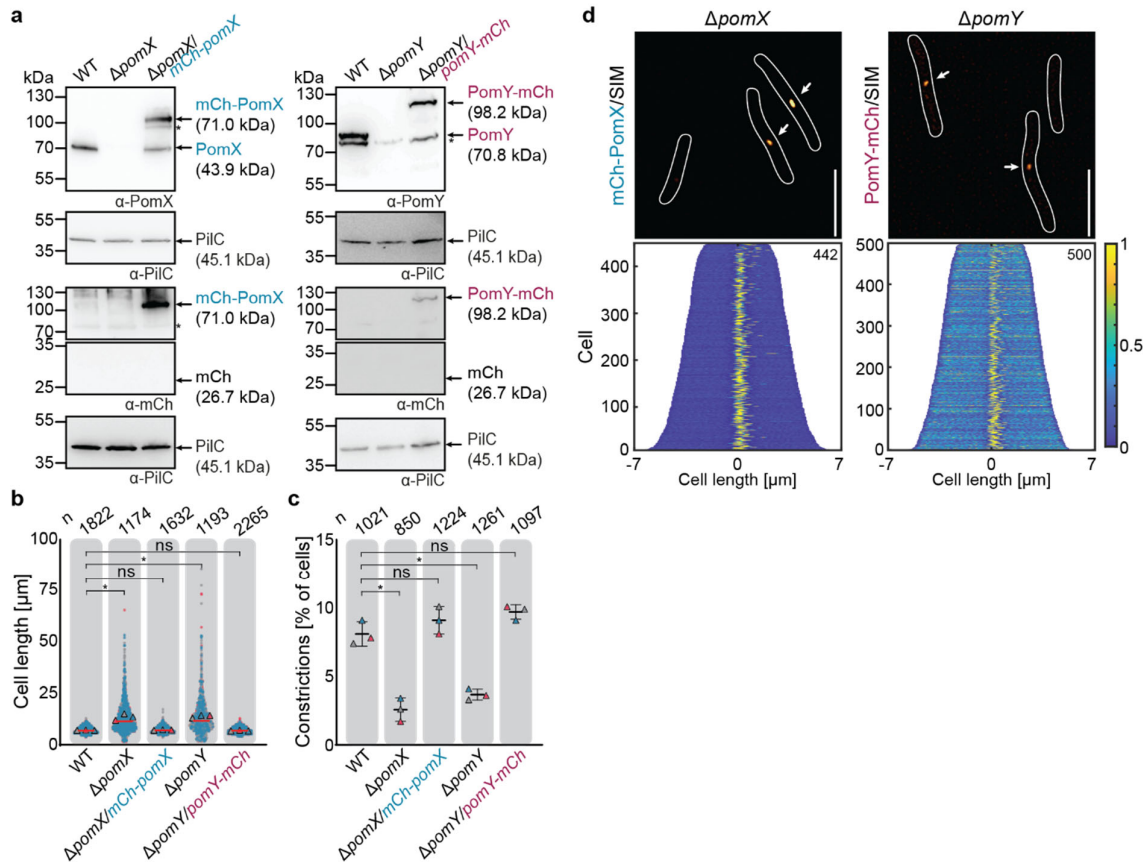 a
kDa
WT
ΔpomX
ΔpomX/
mCh-pomX
130
100
70
55
mCh-PomX
(71.0 kDa)
*
PomX
(43.9 kDa)
α-PomX
55
35
PilC
(45.1 kDa)
α-PilC
130
100
70
mCh-PomX
(71.0 kDa)
*
35
25
mCh
(26.7 kDa)
α-mCh
55
35
PilC
(45.1 kDa)
α-PilC
kDa
WT
ΔpomY
ΔpomY/
pomY-mCh
130
100
70
55
PomY-mCh
(98.2 kDa)
PomY
*
(70.8 kDa)
α-PomY
55
35
PilC
(45.1 kDa)
α-PilC
130
100
70
PomY-mCh
(98.2 kDa)
35
25
mCh
(26.7 kDa)
α-mCh
55
35
PilC
(45.1 kDa)
α-PilC
d
ΔpomX
ΔpomY
mCh-PomX/SIM
PomY-mCh/SIM
442
400
300
200
100
0
Cell
-7
0
7
Cell length [µm]
500
500
400
300
200
100
0
-7
0
7
Cell length [µm]
1
0.5
0
b
n
1822
1174
1632
1193
2265
100
75
50
25
0
Cell length [µm]
ns
*
ns
*
WT
ΔpomX
ΔpomX/mCh-pomX
ΔpomY
ΔpomY/pomY-mCh
c
n
1021
850
1224
1261
1097
15
10
5
0
Constrictions [% of cells]
ns
*
ns
*
WT
ΔpomX
ΔpomX/mCh-pomX
ΔpomY
ΔpomY/pomY-mCh